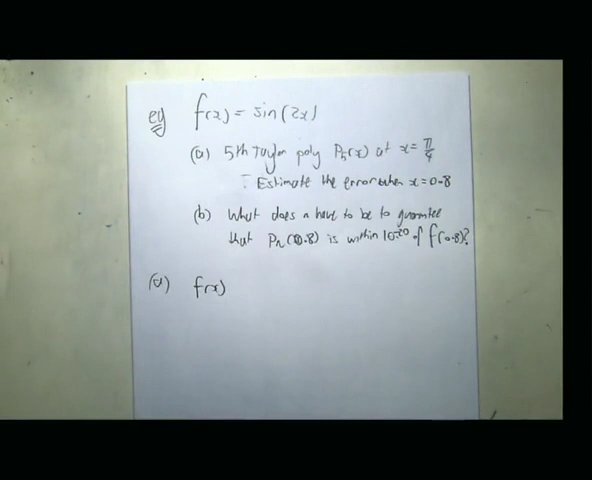 eg f(x) = sin(2x)
(a) 5th Taylor poly P₅(x) at x = π/4
- Estimate the error when x = 0.8
(b) What does n have to be to guarantee
that Pₙ(0.8) is within 10⁻²⁰ of f(0.8)?
(a) f(x)